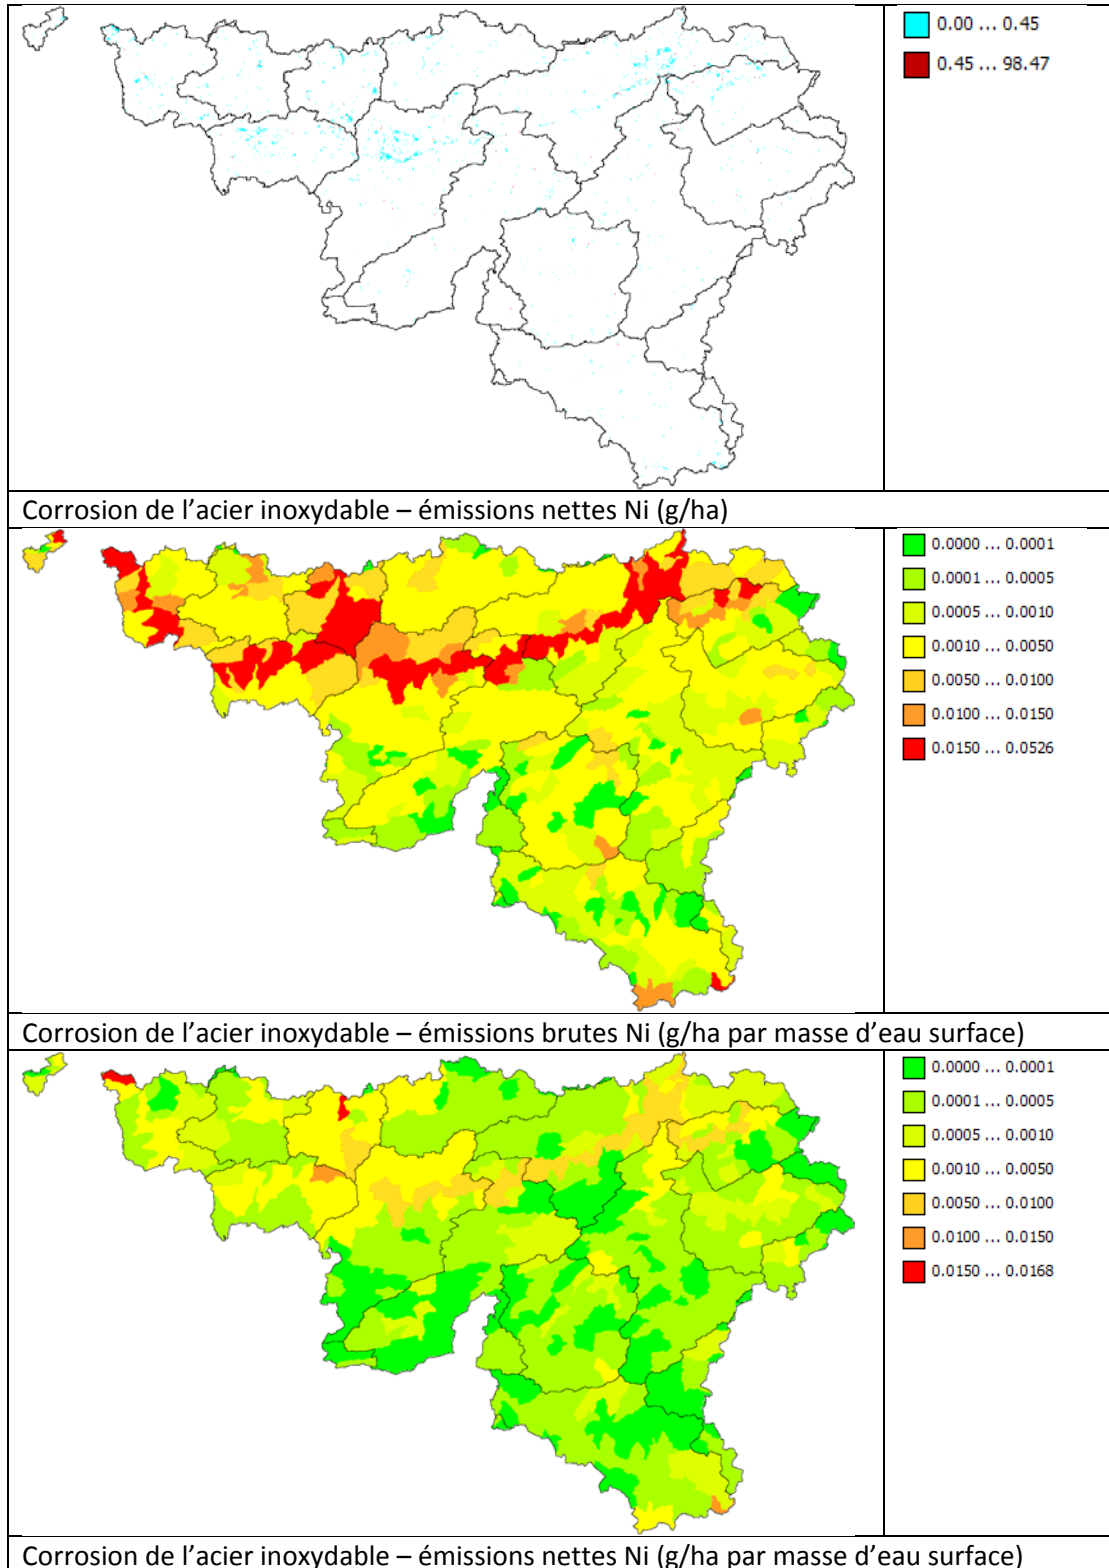 0.00 ... 0.45
0.45 ... 98.47
Corrosion de l’acier inoxydable – émissions nettes Ni (g/ha)
0.0000 ... 0.0001
0.0001 ... 0.0005
0.0005 ... 0.0010
0.0010 ... 0.0050
0.0050 ... 0.0100
0.0100 ... 0.0150
0.0150 ... 0.0526
Corrosion de l’acier inoxydable – émissions brutes Ni (g/ha par masse d’eau surface)
0.0000 ... 0.0001
0.0001 ... 0.0005
0.0005 ... 0.0010
0.0010 ... 0.0050
0.0050 ... 0.0100
0.0100 ... 0.0150
0.0150 ... 0.0168
Corrosion de l’acier inoxydable – émissions nettes Ni (g/ha par masse d’eau surface)